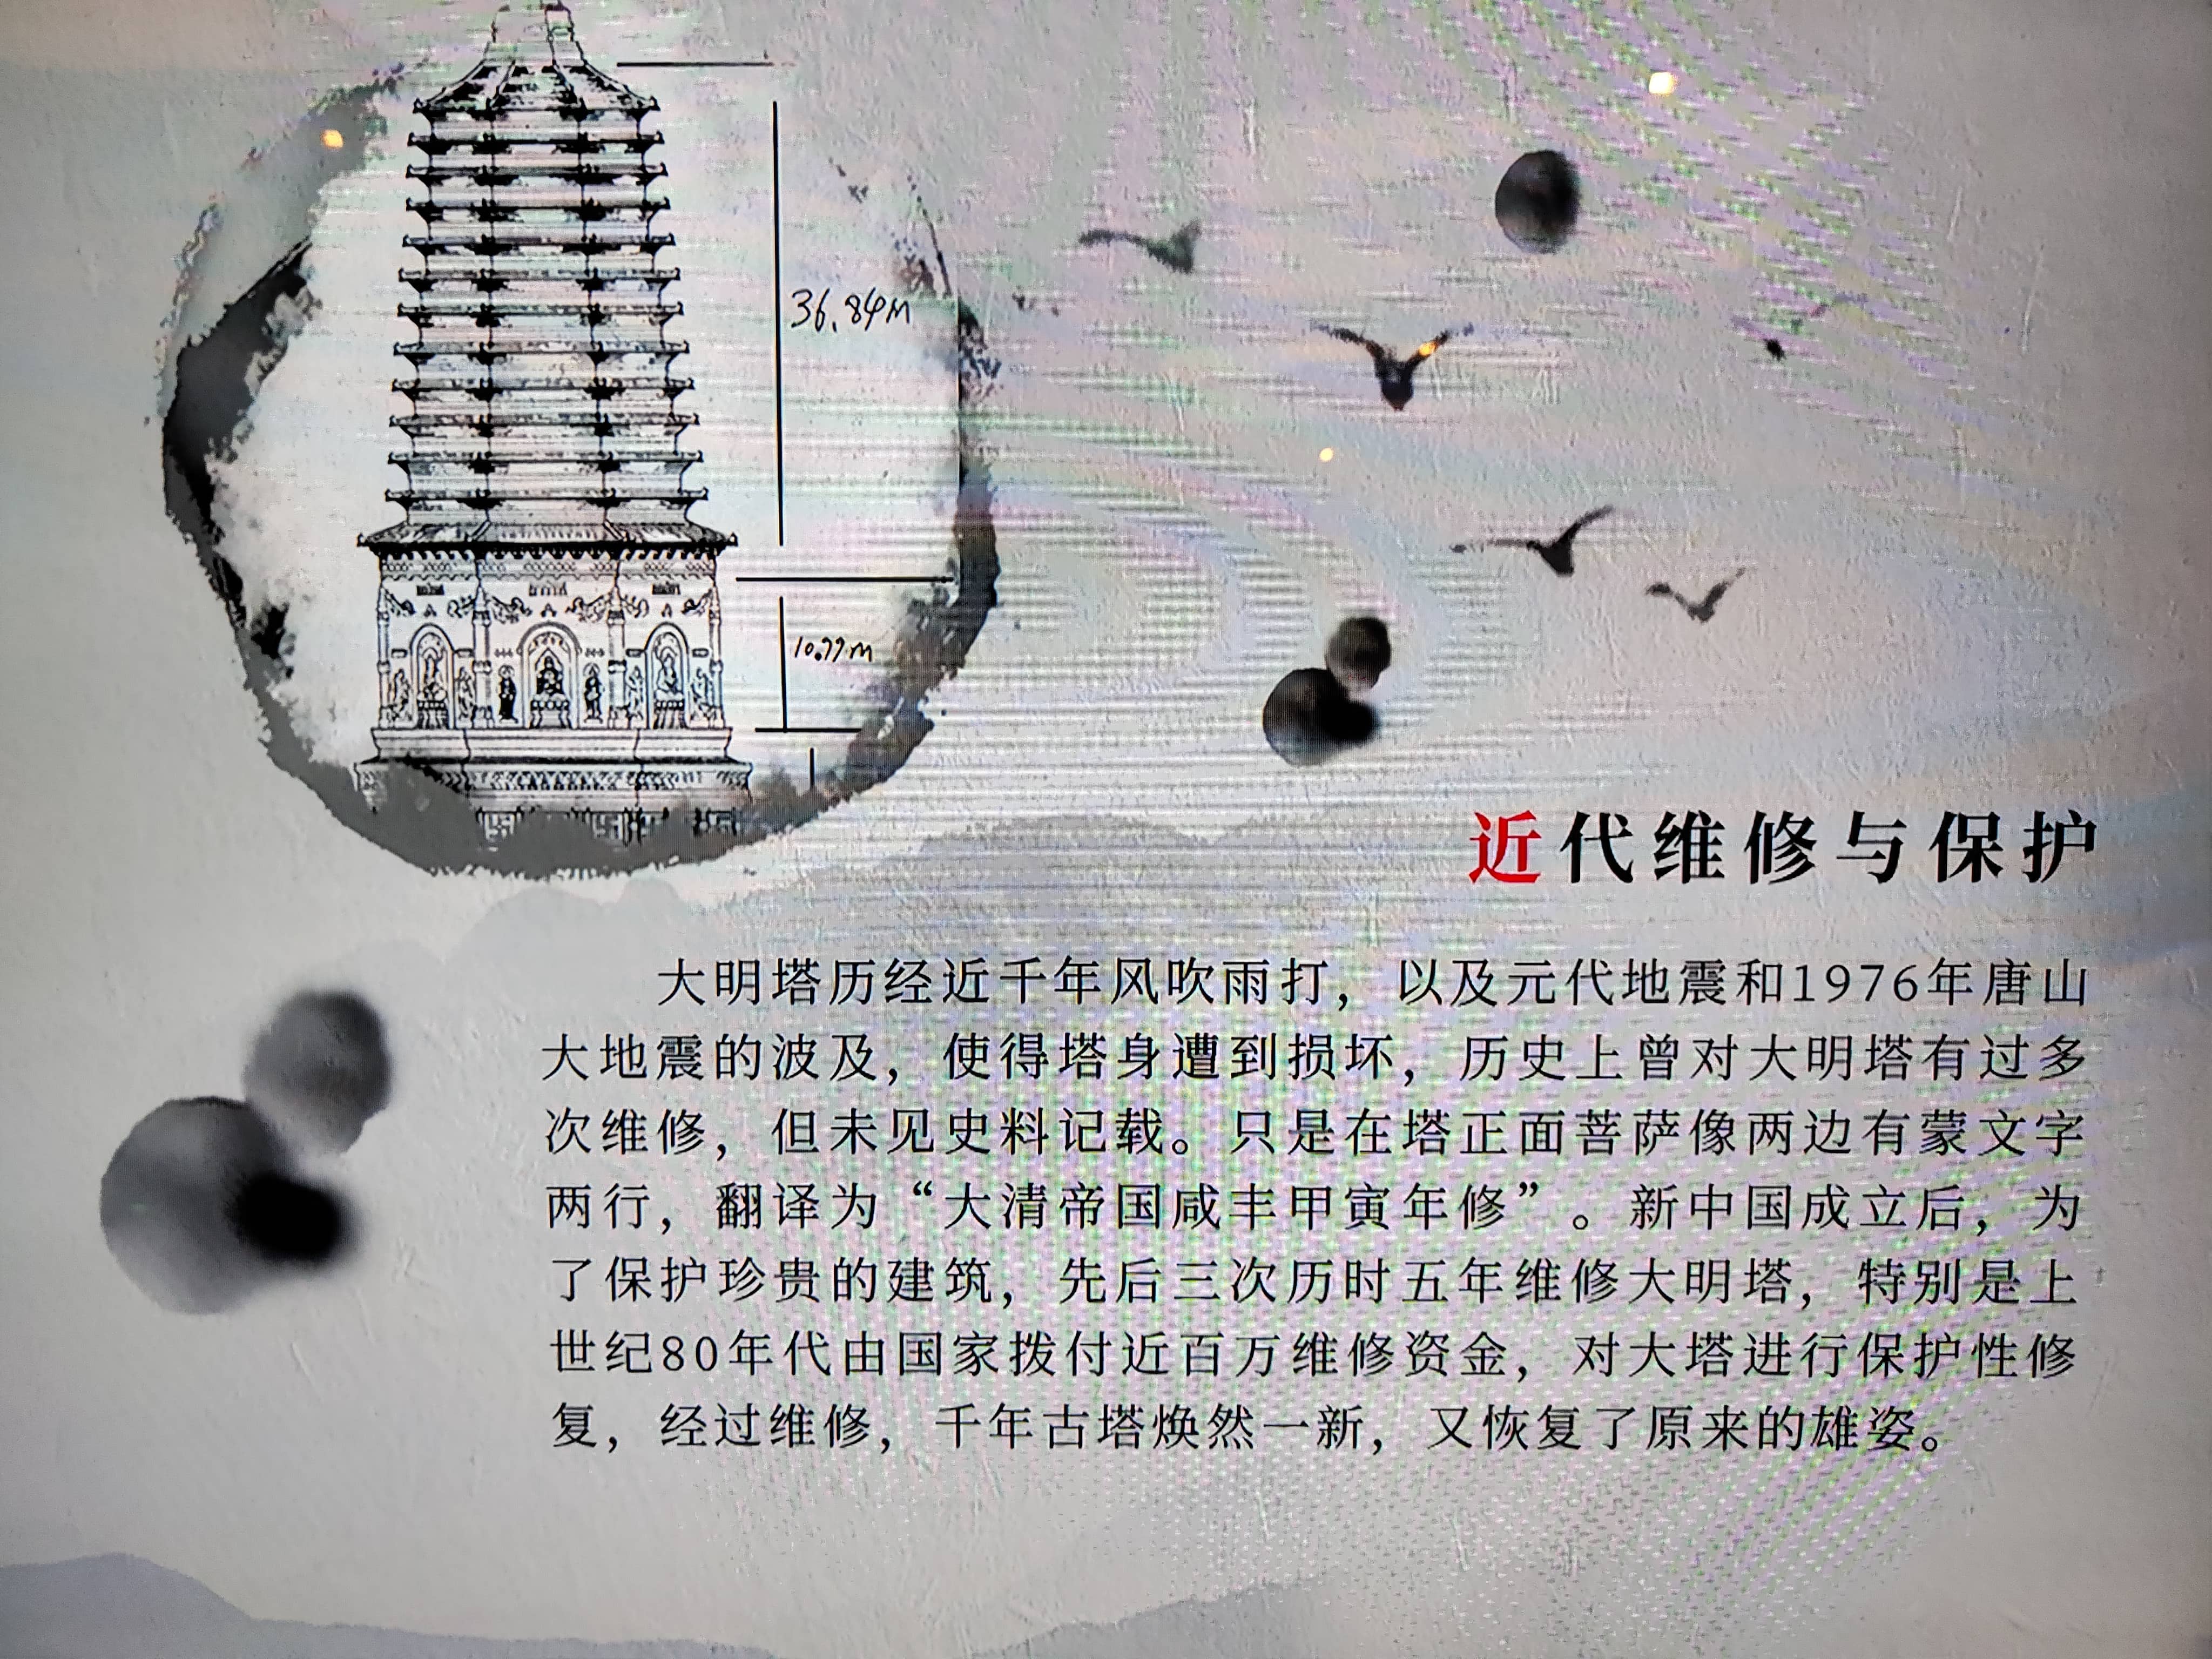 36.84m
10.77m
近代维修与保护
大明塔历经近千年风吹雨打，以及元代地震和1976年唐山
大地震的波及，使得塔身遭到损坏，历史上曾对大明塔有过多
次维修，但未见史料记载。只是在塔正面菩萨像两边有蒙文字
两行，翻译为“大清帝国咸丰甲寅年修”。新中国成立后，为
了保护珍贵的建筑，先后三次历时五年维修大明塔，特别是上
世纪80年代由国家拨付近百万维修资金，对大塔进行保护性修
复，经过维修，千年古塔焕然一新，又恢复了原来的雄姿。